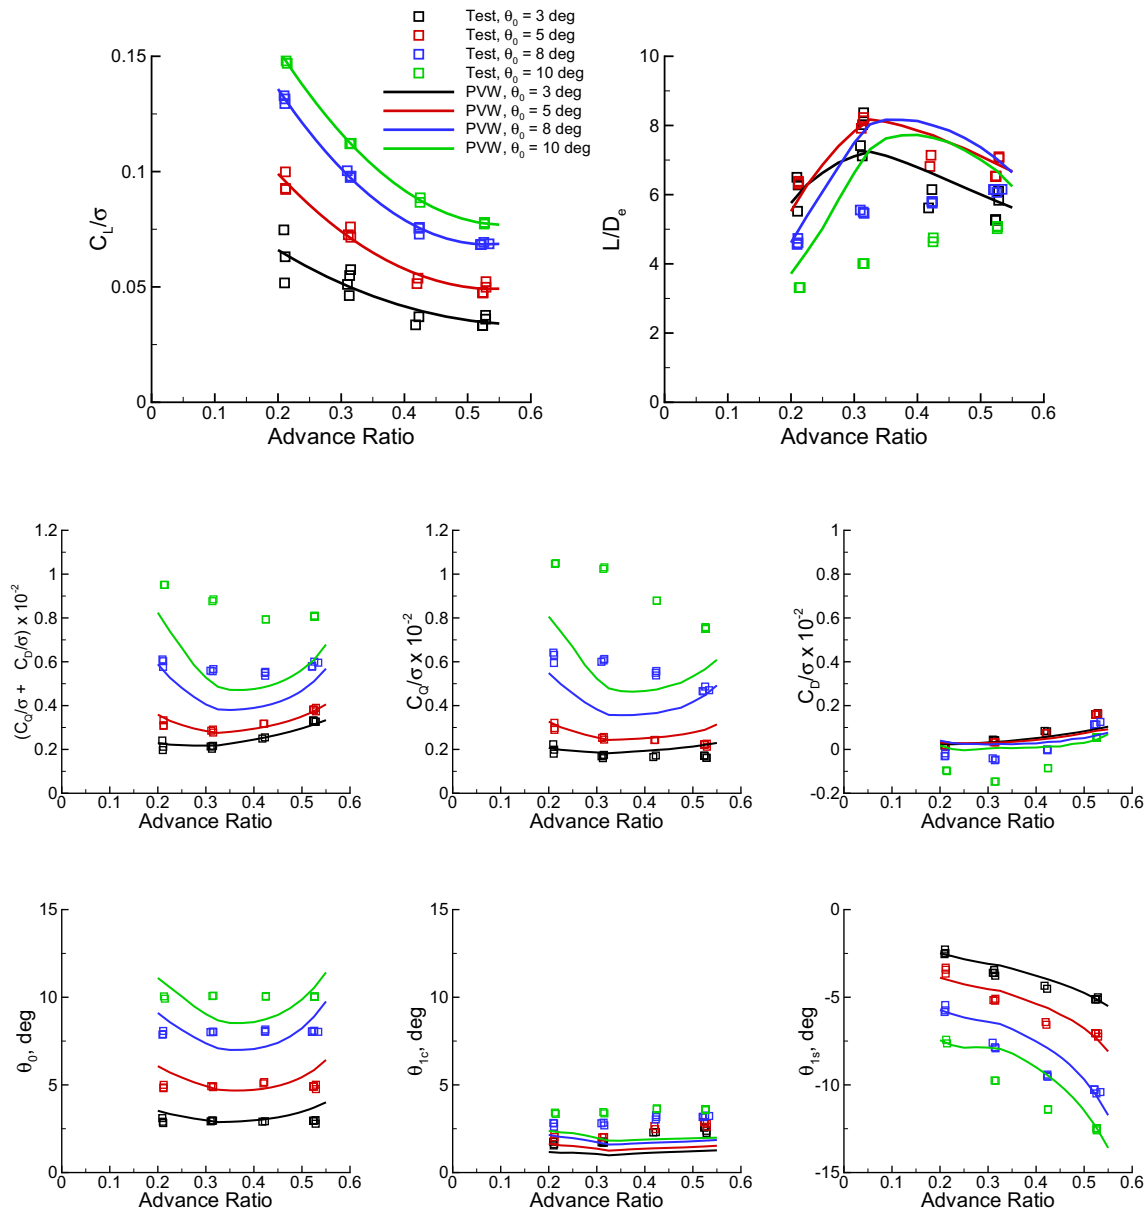 Test, θ0 = 3 deg
Test, θ0 = 5 deg
Test, θ0 = 8 deg
Test, θ0 = 10 deg
PVW, θ0 = 3 deg
PVW, θ0 = 5 deg
PVW, θ0 = 8 deg
PVW, θ0 = 10 deg
CL/σ
0.15
0.1
0.05
0
0 0.1 0.2 0.3 0.4 0.5 0.6
Advance Ratio
L/De
10
8
6
4
2
0
0 0.1 0.2 0.3 0.4 0.5 0.6
Advance Ratio
(CQ/σ + CD/σ) x 10-2
1.2
1
0.8
0.6
0.4
0.2
0
0 0.1 0.2 0.3 0.4 0.5 0.6
Advance Ratio
CQ/σ x 10-2
1.2
1
0.8
0.6
0.4
0.2
0
0 0.1 0.2 0.3 0.4 0.5 0.6
Advance Ratio
CD/σ x 10-2
1
0.8
0.6
0.4
0.2
0
-0.2
0 0.1 0.2 0.3 0.4 0.5 0.6
Advance Ratio
θ0, deg
15
10
5
0
0 0.1 0.2 0.3 0.4 0.5 0.6
Advance Ratio
θ1c, deg
15
10
5
0
0 0.1 0.2 0.3 0.4 0.5 0.6
Advance Ratio
θ1s, deg
0
-5
-10
-15
0 0.1 0.2 0.3 0.4 0.5 0.6
Advance Ratio